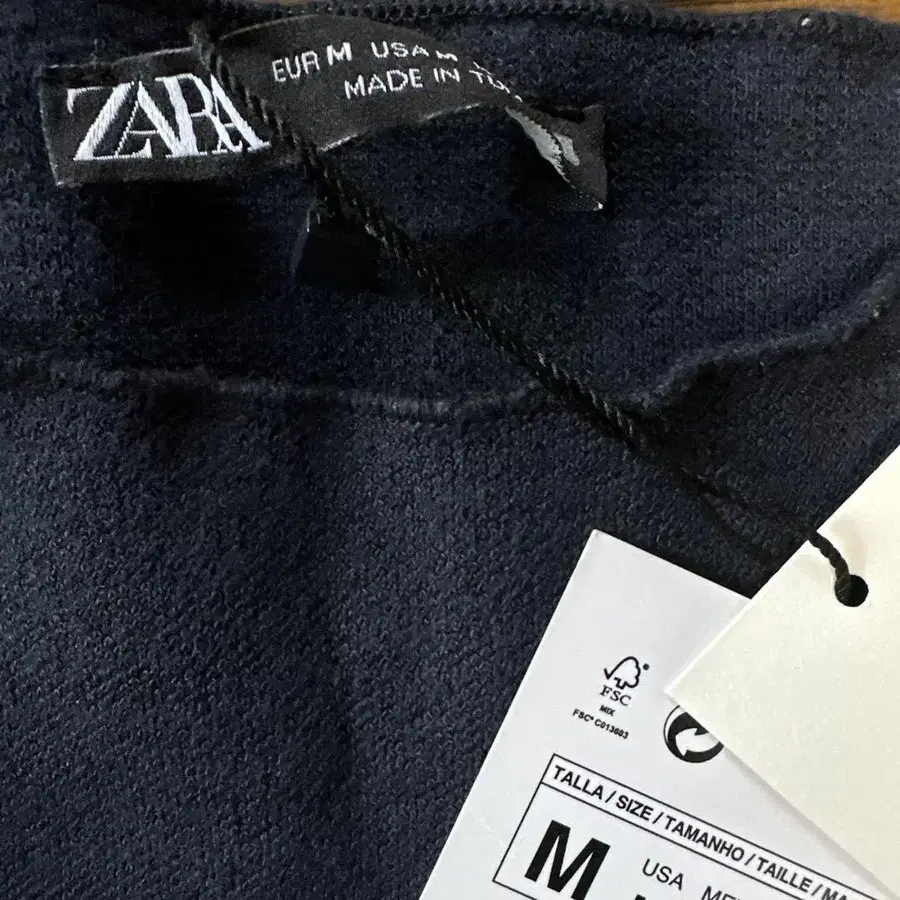 ZARA
EUR M USA M
MADE IN
FSC
MIX
FSC® C013603
TALLA / SIZE / TAMANHO / TAILLE /
M USA